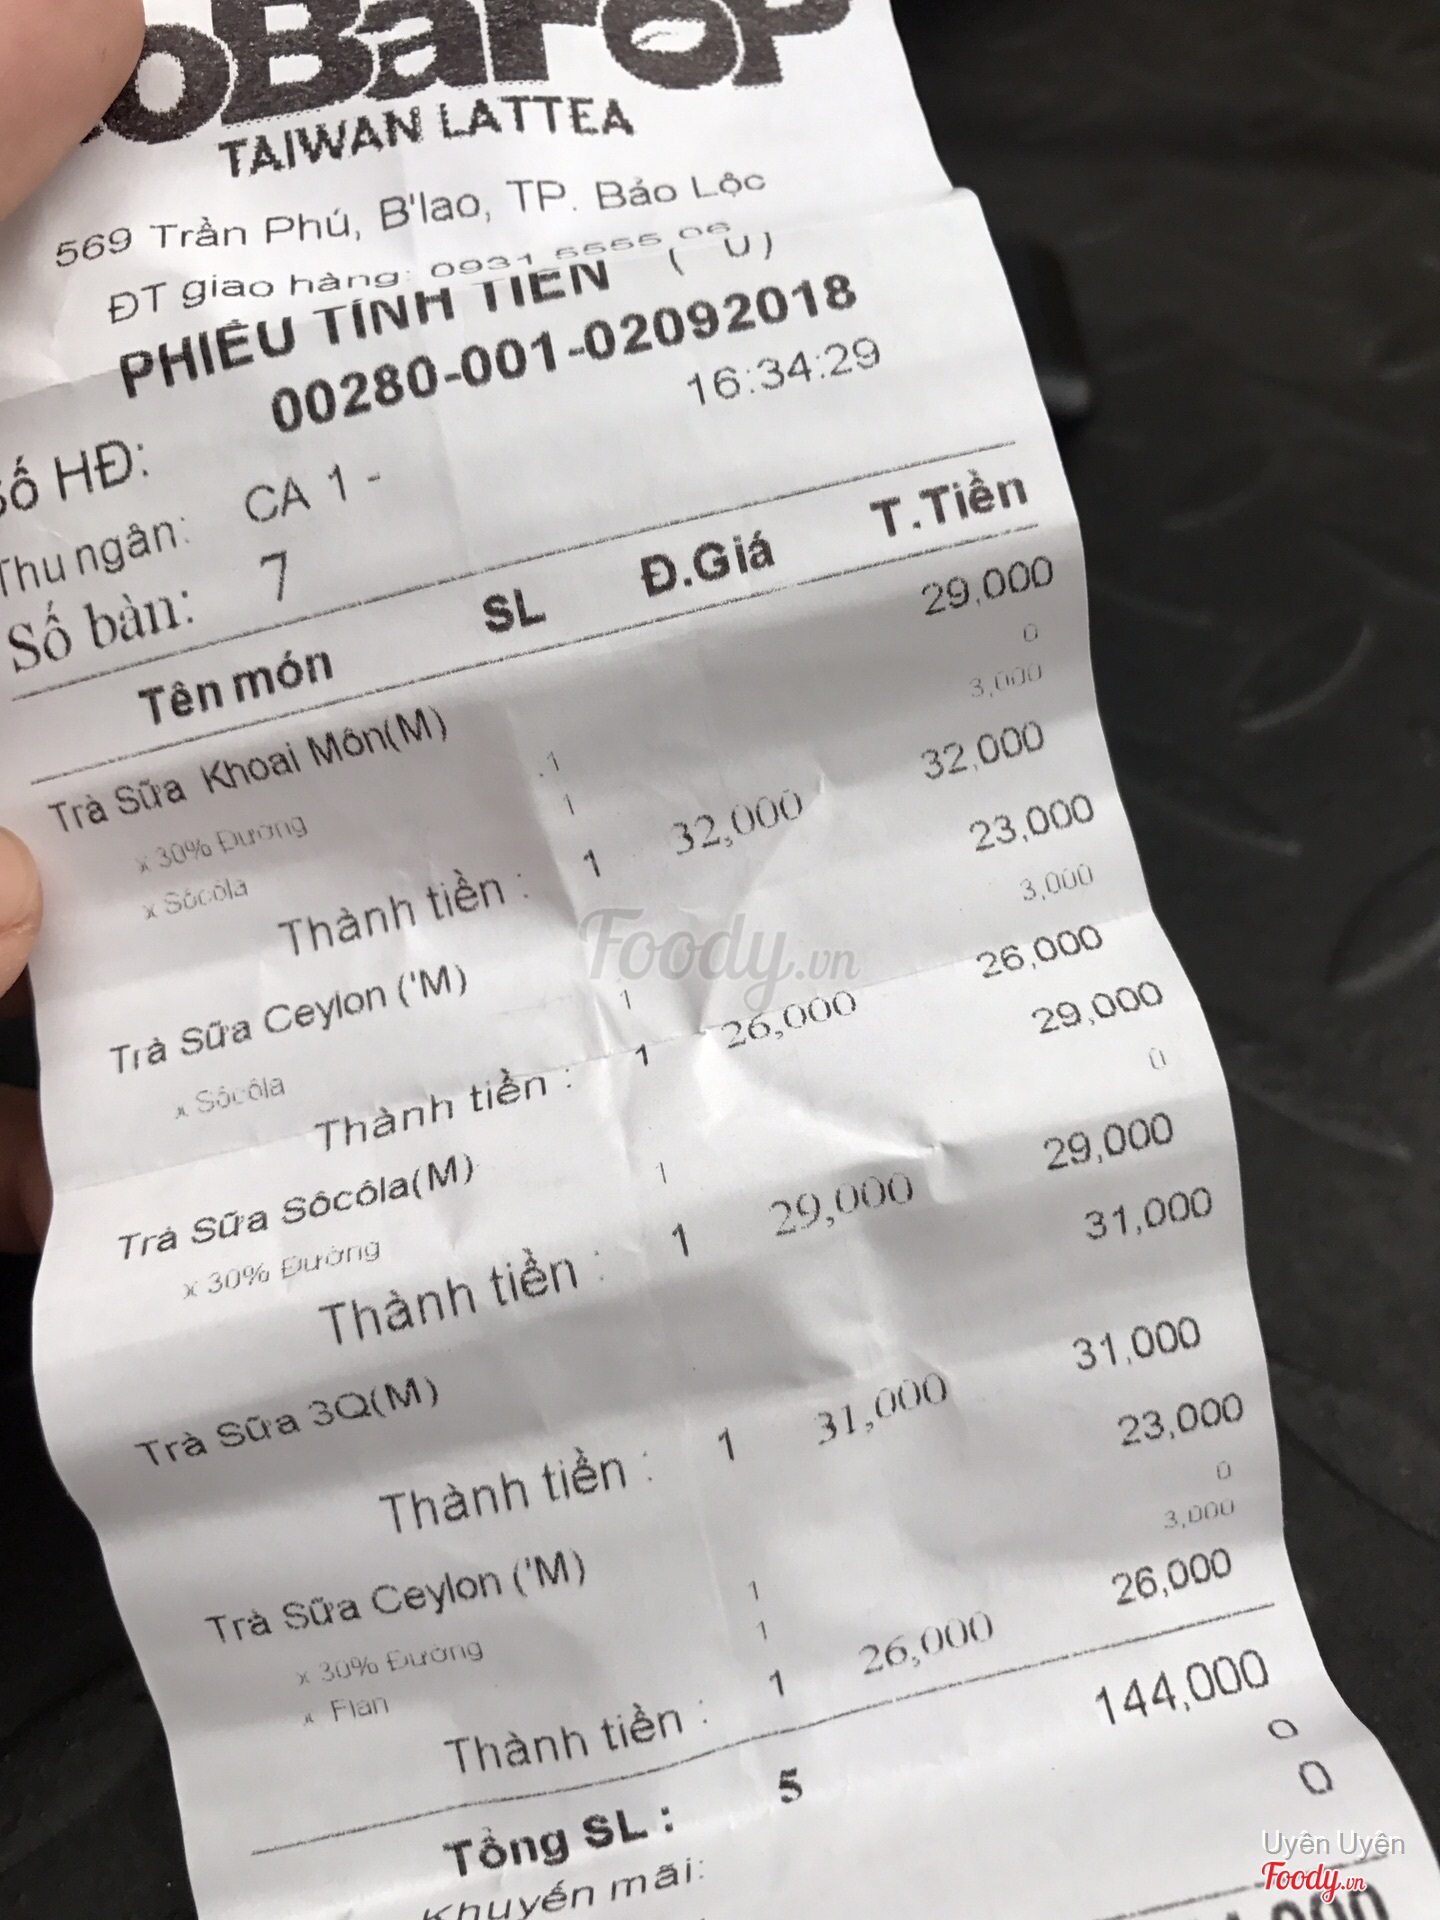 TAIWAN LATTEA
569 Trần Phú, B'lao, TP. Bảo Lộc
ĐT giao hàng: 0931 5555 06
PHIẾU TÍNH TIỀN ( 0 )
Số HĐ: 00280-001-02092018
16:34:29
Thu ngân: CA 1 -
Số bàn: 7
Tên món SL Đ.Giá T.Tiền
Trà Sữa Khoai Môn(M) 29,000
x 30% Đường .1 0
x Sôcôla 1 3,000
Thành tiền : 1 32,000 32,000
Trà Sữa Ceylon ('M) 23,000
x Sôcôla 1 3,000
Thành tiền : 1 26,000 26,000
Trà Sữa Sôcôla(M) 29,000
x 30% Đường 1 0
Thành tiền : 1 29,000 29,000
Trà Sữa 3Q(M) 31,000
Thành tiền : 1 31,000 31,000
Trà Sữa Ceylon ('M) 23,000
x 30% Đường 1 0
x Flan 1 3,000
Thành tiền : 1 26,000 26,000
Tổng SL : 5 144,000
Khuyến mãi: 0
0
Foody.vn
Uyên Uyên
Foody.vn